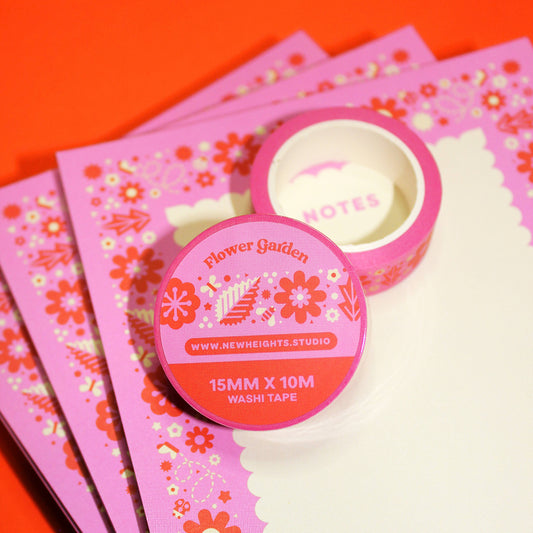 NOTES
Flower Garden
WWW.NEWHEIGHTS.STUDIO
15MM X 10M
WASHI TAPE